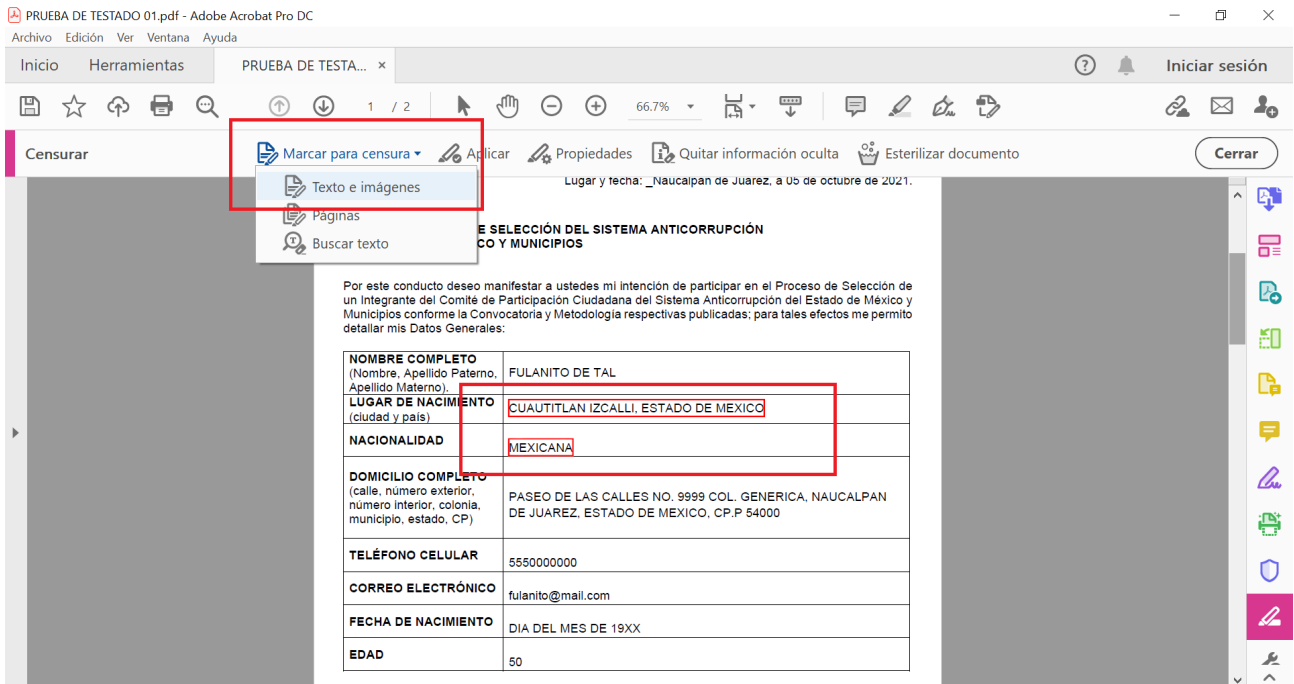 PRUEBA DE TESTADO 01.pdf - Adobe Acrobat Pro DC
Archivo Edición Ver Ventana Ayuda
Inicio Herramientas PRUEBA DE TESTA... × Iniciar sesión
1 / 2 66.7%
Censurar Marcar para censura Aplicar Propiedades Quitar información oculta Esterilizar documento Cerrar
Texto e imágenes
Páginas
Buscar texto
Lugar y fecha: _Naucalpan de Juárez, a 05 de octubre de 2021.
E SELECCIÓN DEL SISTEMA ANTICORRUPCIÓN
CO Y MUNICIPIOS
Por este conducto deseo manifestar a ustedes mi intención de participar en el Proceso de Selección de
un Integrante del Comité de Participación Ciudadana del Sistema Anticorrupción del Estado de México y
Municipios conforme la Convocatoria y Metodología respectivas publicadas; para tales efectos me permito
detallar mis Datos Generales:
NOMBRE COMPLETO
(Nombre, Apellido Paterno,
Apellido Materno).
FULANITO DE TAL
LUGAR DE NACIMIENTO
(ciudad y país)
CUAUTITLAN IZCALLI, ESTADO DE MEXICO
NACIONALIDAD
MEXICANA
DOMICILIO COMPLETO
(calle, número exterior,
número interior, colonia,
municipio, estado, CP)
PASEO DE LAS CALLES NO. 9999 COL. GENERICA, NAUCALPAN
DE JUAREZ, ESTADO DE MEXICO, CP.P 54000
TELÉFONO CELULAR
5550000000
CORREO ELECTRÓNICO
fulanito@mail.com
FECHA DE NACIMIENTO
DIA DEL MES DE 19XX
EDAD
50